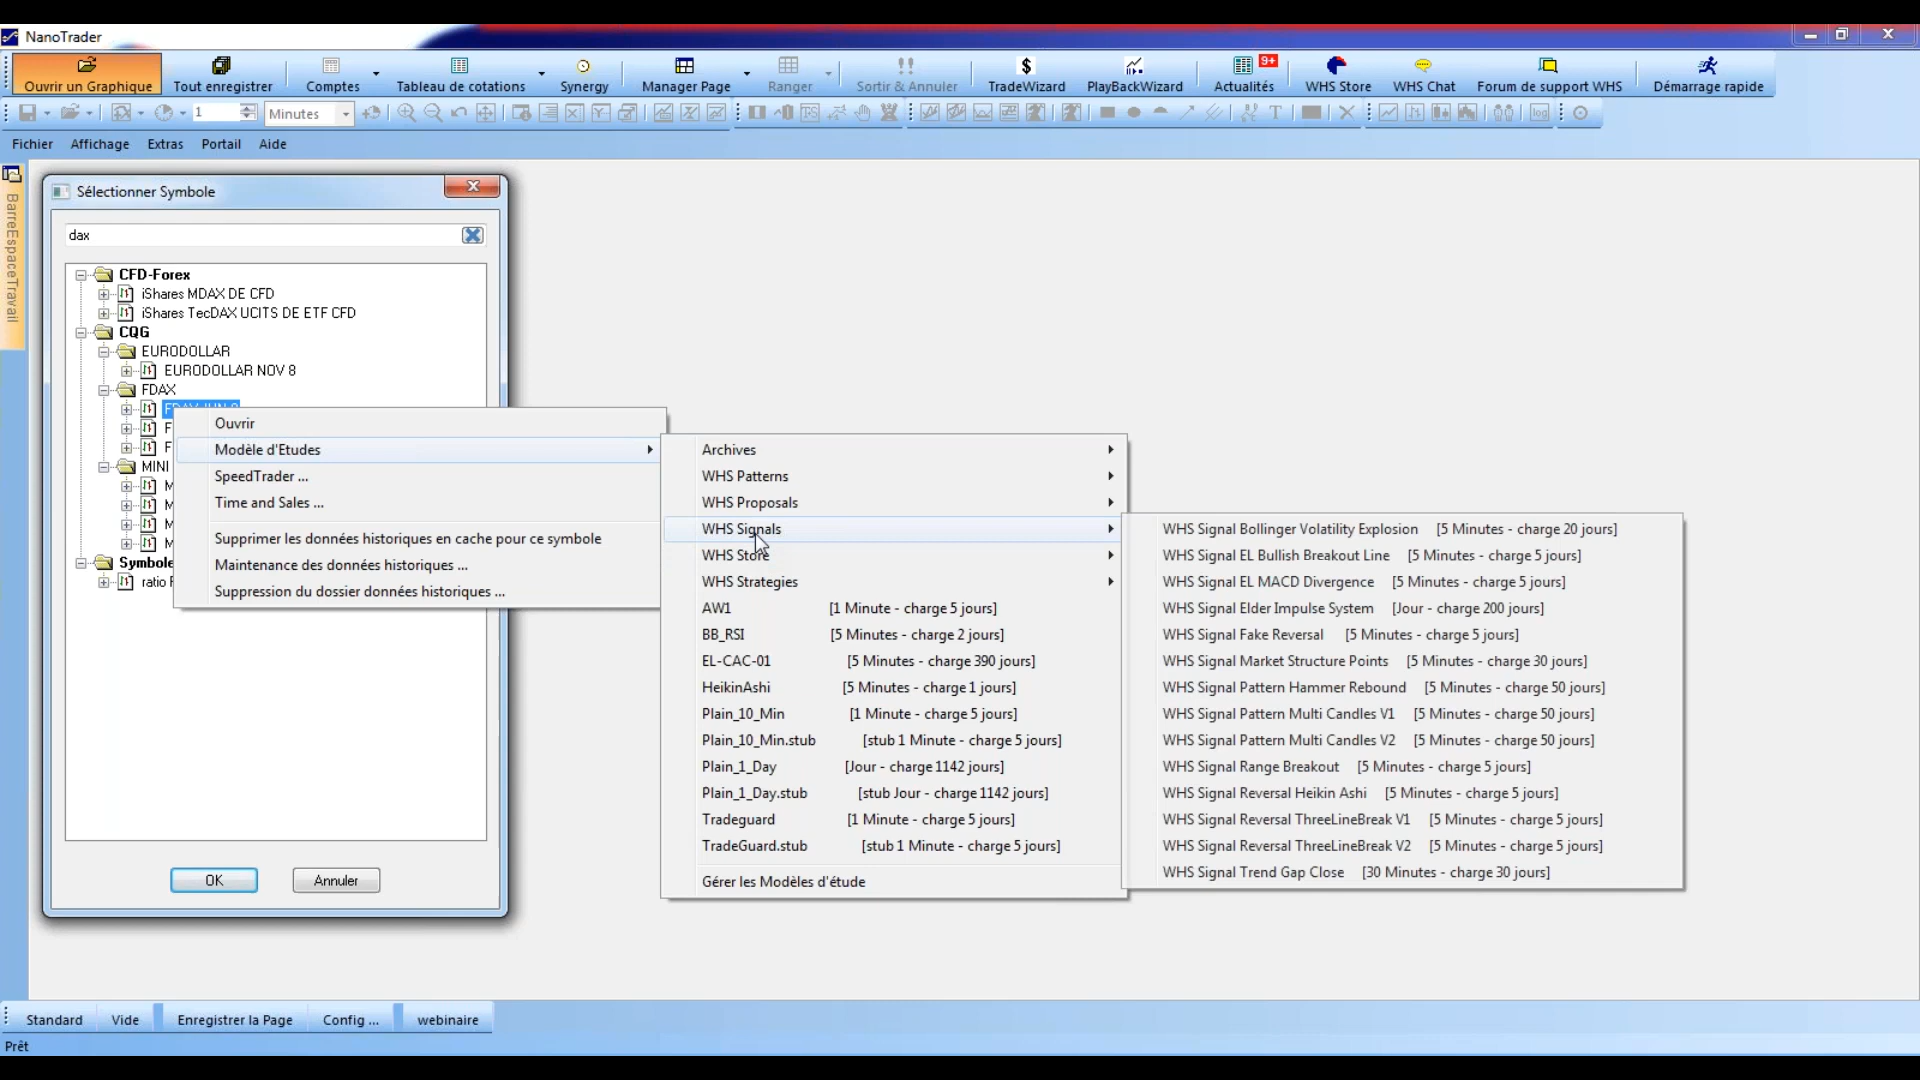 NanoTrader
Ouvrir un Graphique
Tout enregistrer
Comptes
Tableau de cotations
Synergy
Manager Page
Ranger
Sortir & Annuler
TradeWizard
PlayBackWizard
9+
Actualités
WHS Store
WHS Chat
Forum de support WHS
Démarrage rapide
1
Minutes
Fichier Affichage Extras Portail Aide
BarreEspaceTravail
Sélectionner Symbole
dax
CFD-Forex
iShares MDAX DE CFD
iShares TecDAX UCITS DE ETF CFD
CQG
EURODOLLAR
EURODOLLAR NOV 8
FDAX
F
F
MINI
M
M
M
M
Symbole
ratio F
OK
Annuler
Ouvrir
Modèle d'Etudes
SpeedTrader ...
Time and Sales ...
Supprimer les données historiques en cache pour ce symbole
Maintenance des données historiques ...
Suppression du dossier données historiques ...
Archives
WHS Patterns
WHS Proposals
WHS Signals
WHS Store
WHS Strategies
AW1 [1 Minute - charge 5 jours]
BB_RSI [5 Minutes - charge 2 jours]
EL-CAC-01 [5 Minutes - charge 390 jours]
HeikinAshi [5 Minutes - charge 1 jours]
Plain_10_Min [1 Minute - charge 5 jours]
Plain_10_Min.stub [stub 1 Minute - charge 5 jours]
Plain_1_Day [Jour - charge 1142 jours]
Plain_1_Day.stub [stub Jour - charge 1142 jours]
Tradeguard [1 Minute - charge 5 jours]
TradeGuard.stub [stub 1 Minute - charge 5 jours]
Gérer les Modèles d'étude
WHS Signal Bollinger Volatility Explosion [5 Minutes - charge 20 jours]
WHS Signal EL Bullish Breakout Line [5 Minutes - charge 5 jours]
WHS Signal EL MACD Divergence [5 Minutes - charge 5 jours]
WHS Signal Elder Impulse System [Jour - charge 200 jours]
WHS Signal Fake Reversal [5 Minutes - charge 5 jours]
WHS Signal Market Structure Points [5 Minutes - charge 30 jours]
WHS Signal Pattern Hammer Rebound [5 Minutes - charge 50 jours]
WHS Signal Pattern Multi Candles V1 [5 Minutes - charge 50 jours]
WHS Signal Pattern Multi Candles V2 [5 Minutes - charge 50 jours]
WHS Signal Range Breakout [5 Minutes - charge 5 jours]
WHS Signal Reversal Heikin Ashi [5 Minutes - charge 5 jours]
WHS Signal Reversal ThreeLineBreak V1 [5 Minutes - charge 5 jours]
WHS Signal Reversal ThreeLineBreak V2 [5 Minutes - charge 5 jours]
WHS Signal Trend Gap Close [30 Minutes - charge 30 jours]
Standard Vide Enregistrer la Page Config ... webinaire
Prêt